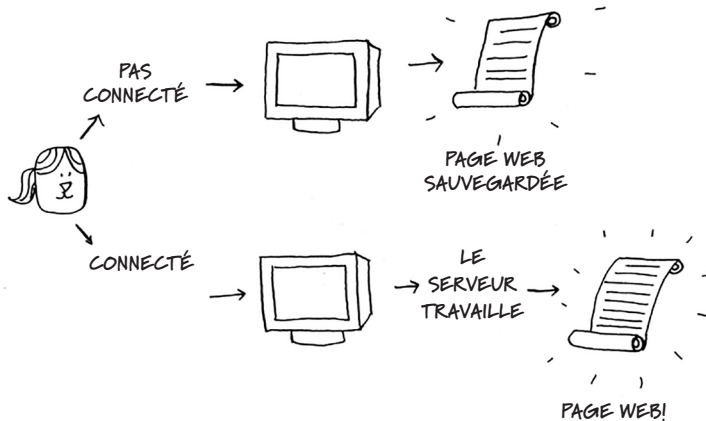 PAS
CONNECTÉ
PAGE WEB
SAUVEGARDÉE
CONNECTÉ
LE
SERVEUR
TRAVAILLE
PAGE WEB!